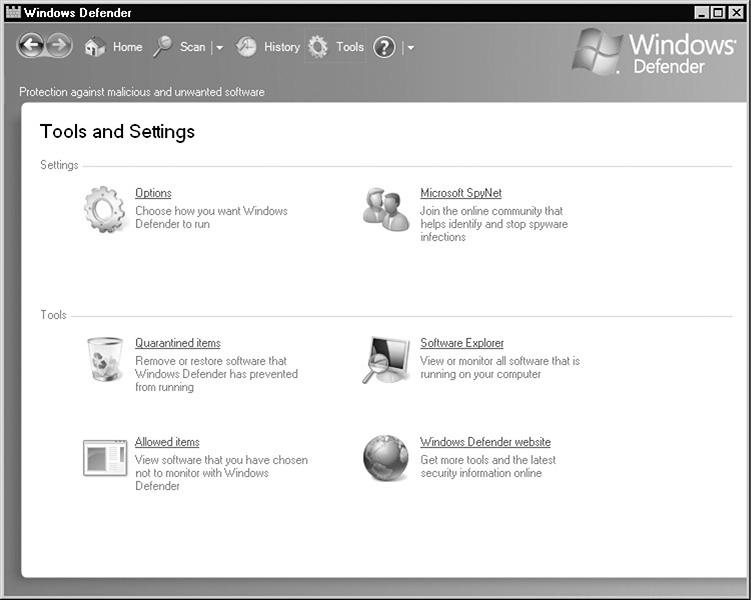 Windows Defender
Home Scan History Tools ?
Windows
Defender
Protection against malicious and unwanted software
Tools and Settings
Settings
Options
Choose how you want Windows
Defender to run
Microsoft SpyNet
Join the online community that
helps identify and stop spyware
infections
Tools
Quarantined items
Remove or restore software that
Windows Defender has prevented
from running
Software Explorer
View or monitor all software that is
running on your computer
Allowed items
View software that you have chosen
not to monitor with Windows
Defender
Windows Defender website
Get more tools and the latest
security information online